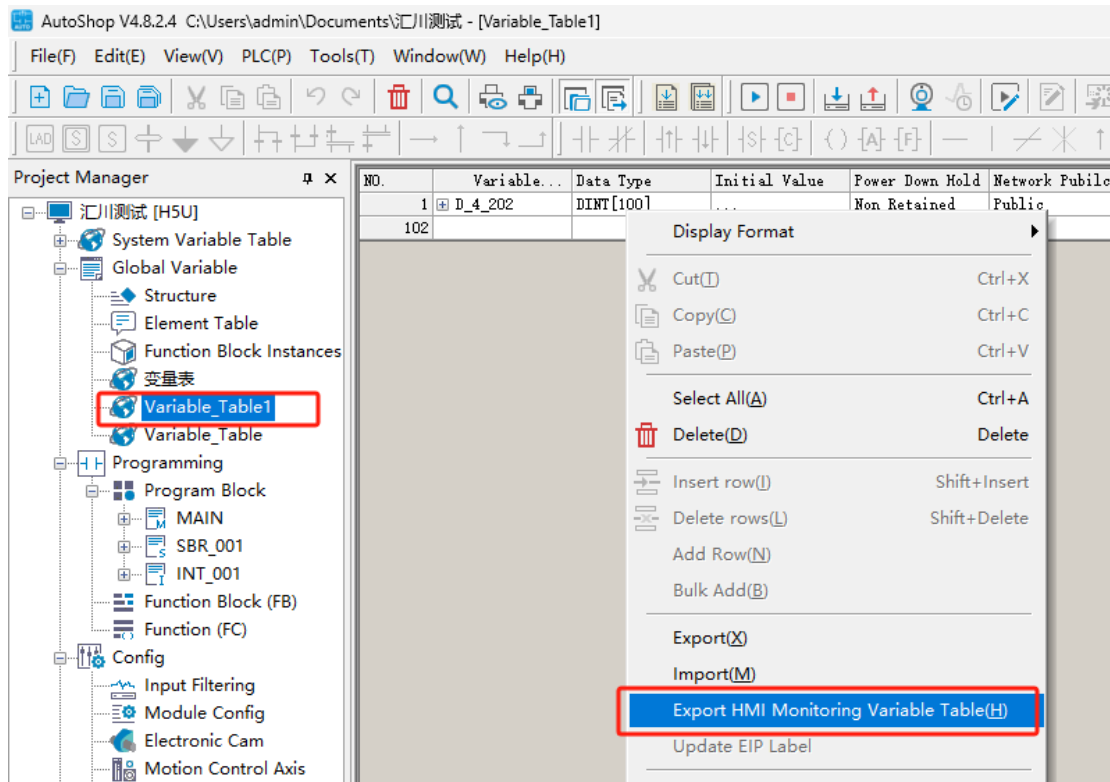 AutoShop V4.8.2.4 C:\Users\admin\Documents\汇川测试 - [Variable_Table1]
File(F) Edit(E) View(V) PLC(P) Tools(T) Window(W) Help(H)
LAD
Project Manager
汇川测试 [H5U]
System Variable Table
Global Variable
Structure
Element Table
Function Block Instances
变量表
Variable_Table1
Variable_Table
Programming
Program Block
MAIN
SBR_001
INT_001
Function Block (FB)
Function (FC)
Config
Input Filtering
Module Config
Electronic Cam
Motion Control Axis
NO. Variable... Data Type Initial Value Power Down Hold Network Pubilc
1 D_4_202 DINT[100] ... Non Retained Public
102
Display Format
Cut(T) Ctrl+X
Copy(C) Ctrl+C
Paste(P) Ctrl+V
Select All(A) Ctrl+A
Delete(D) Delete
Insert row(I) Shift+Insert
Delete rows(L) Shift+Delete
Add Row(N)
Bulk Add(B)
Export(X)
Import(M)
Export HMI Monitoring Variable Table(H)
Update EIP Label